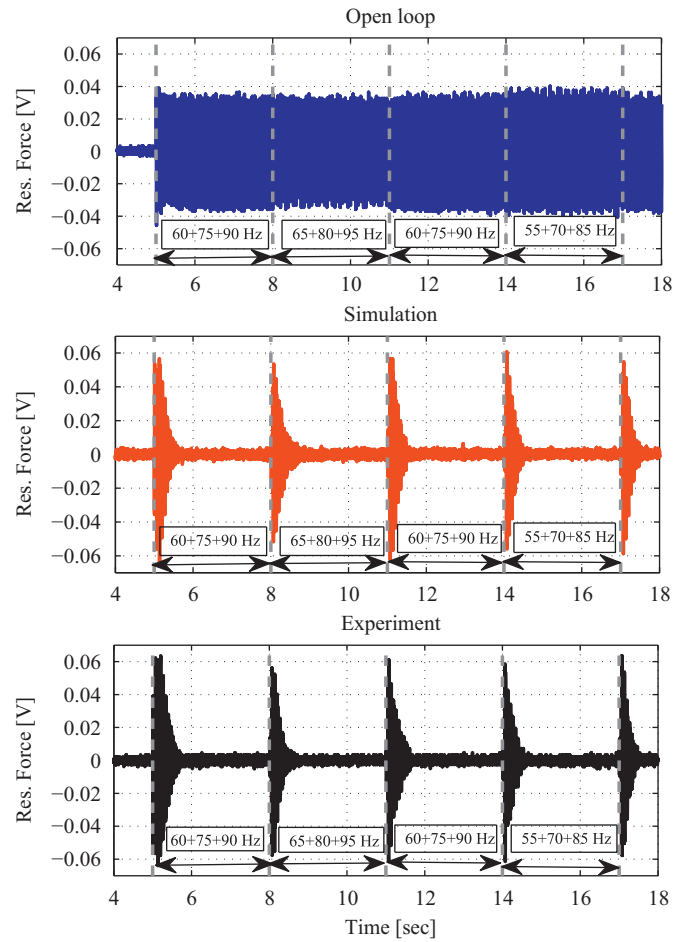 Open loop
Res. Force [V]
0.06
0.04
0.02
0
−0.02
−0.04
−0.06
60+75+90 Hz
65+80+95 Hz
60+75+90 Hz
55+70+85 Hz
4 6 8 10 12 14 16 18
Simulation
Res. Force [V]
0.06
0.04
0.02
0
−0.02
−0.04
−0.06
60+75+90 Hz
65+80+95 Hz
60+75+90 Hz
55+70+85 Hz
4 6 8 10 12 14 16 18
Experiment
Res. Force [V]
0.06
0.04
0.02
0
−0.02
−0.04
−0.06
60+75+90 Hz
65+80+95 Hz
60+75+90 Hz
55+70+85 Hz
4 6 8 10 12 14 16 18
Time [sec]